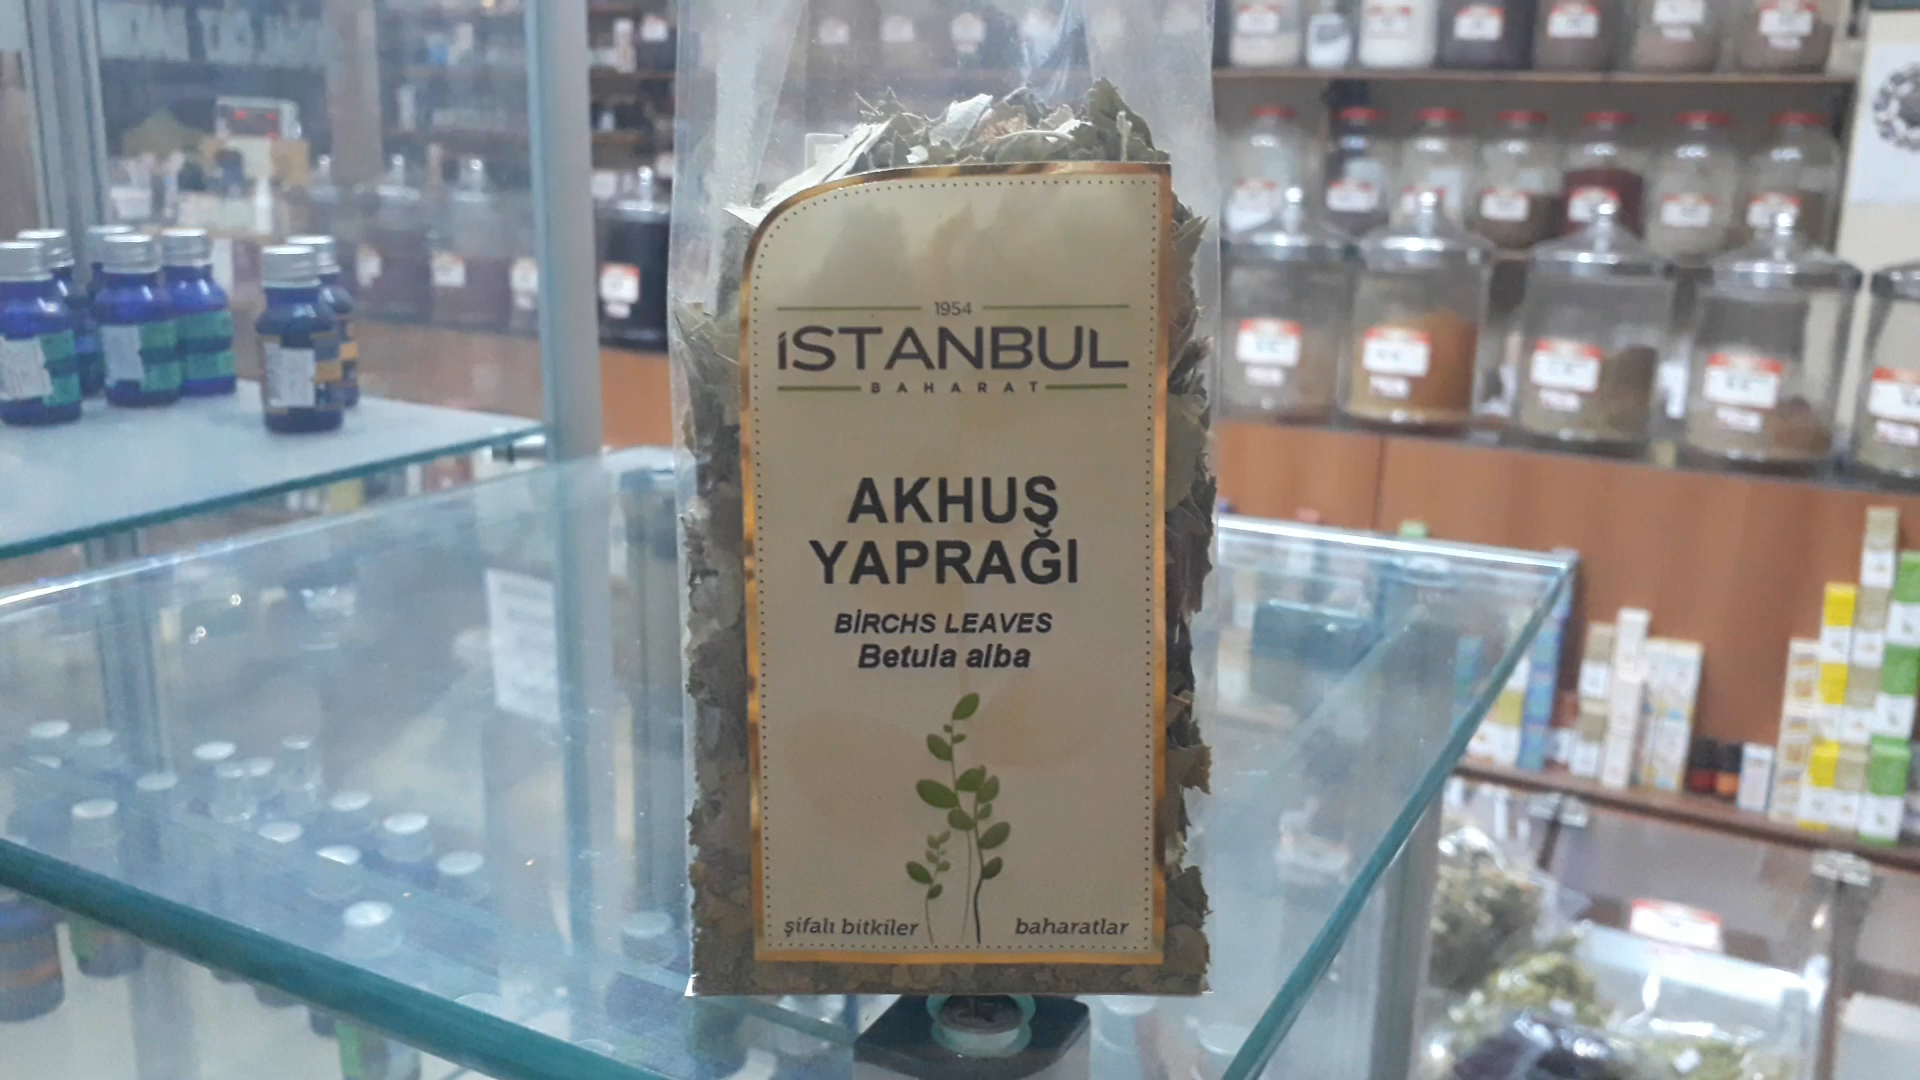 1954
İSTANBUL
BAHARAT
AKHUŞ
YAPRAĞI
BİRCHS LEAVES
Betula alba
şifalı bitkiler baharatlar